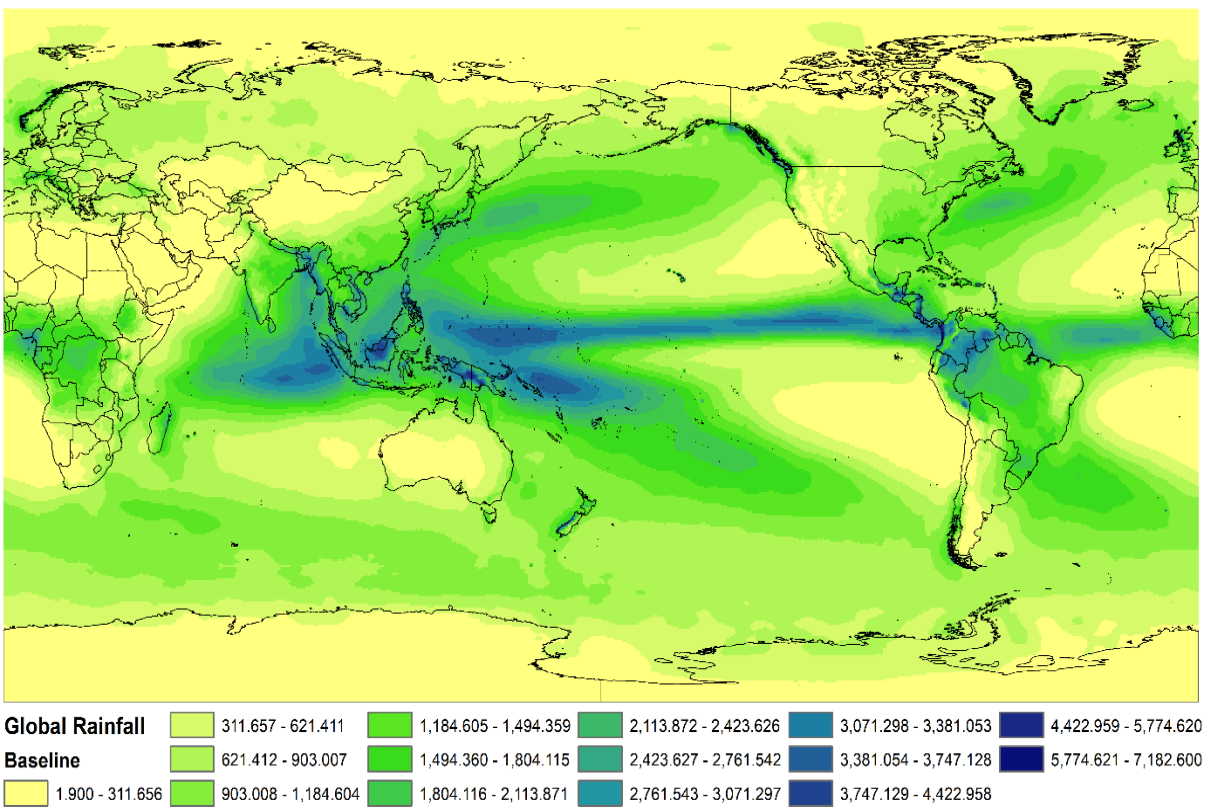 Global Rainfall 311.657 - 621.411 1,184.605 - 1,494.359 2,113.872 - 2,423.626 3,071.298 - 3,381.053 4,422.959 - 5,774.620
Baseline 621.412 - 903.007 1,494.360 - 1,804.115 2,423.627 - 2,761.542 3,381.054 - 3,747.128 5,774.621 - 7,182.600
1.900 - 311.656 903.008 - 1,184.604 1,804.116 - 2,113.871 2,761.543 - 3,071.297 3,747.129 - 4,422.958